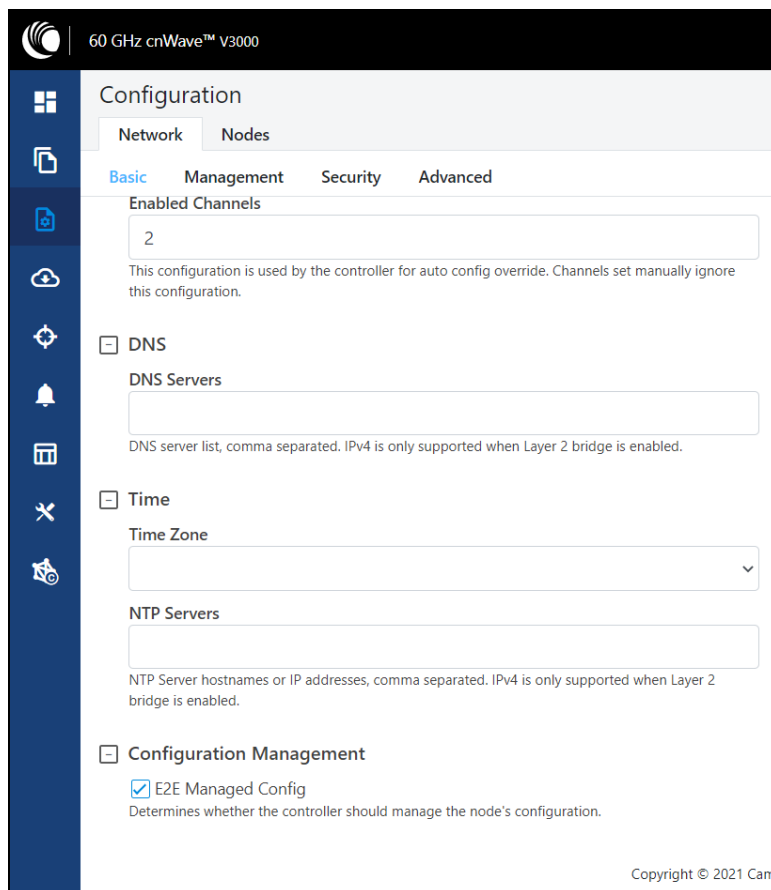 60 GHz cnWave™ V3000
Configuration
Network Nodes
Basic Management Security Advanced
Enabled Channels
2
This configuration is used by the controller for auto config override. Channels set manually ignore
this configuration.
DNS
DNS Servers
DNS server list, comma separated. IPv4 is only supported when Layer 2 bridge is enabled.
Time
Time Zone
NTP Servers
NTP Server hostnames or IP addresses, comma separated. IPv4 is only supported when Layer 2
bridge is enabled.
Configuration Management
E2E Managed Config
Determines whether the controller should manage the node's configuration.
Copyright © 2021 Cam